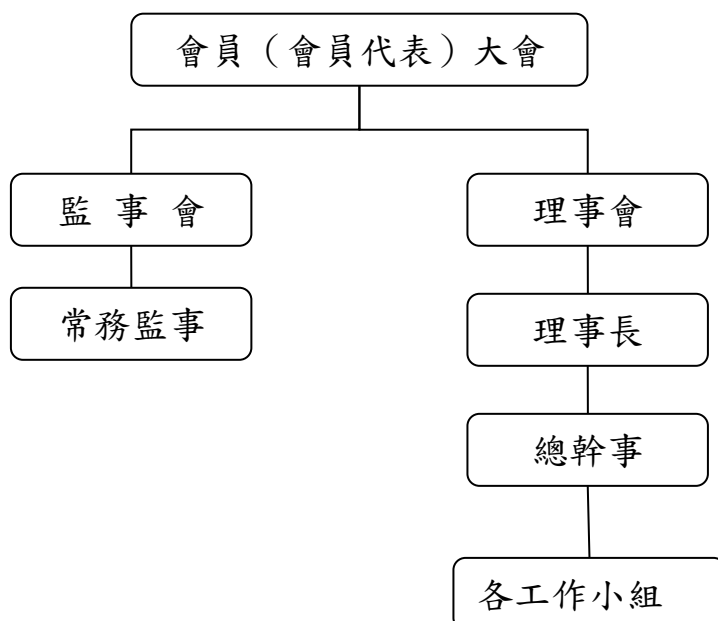 會員（會員代表）大會
監 事 會
理事會
常務監事
理事長
總幹事
各工作小組